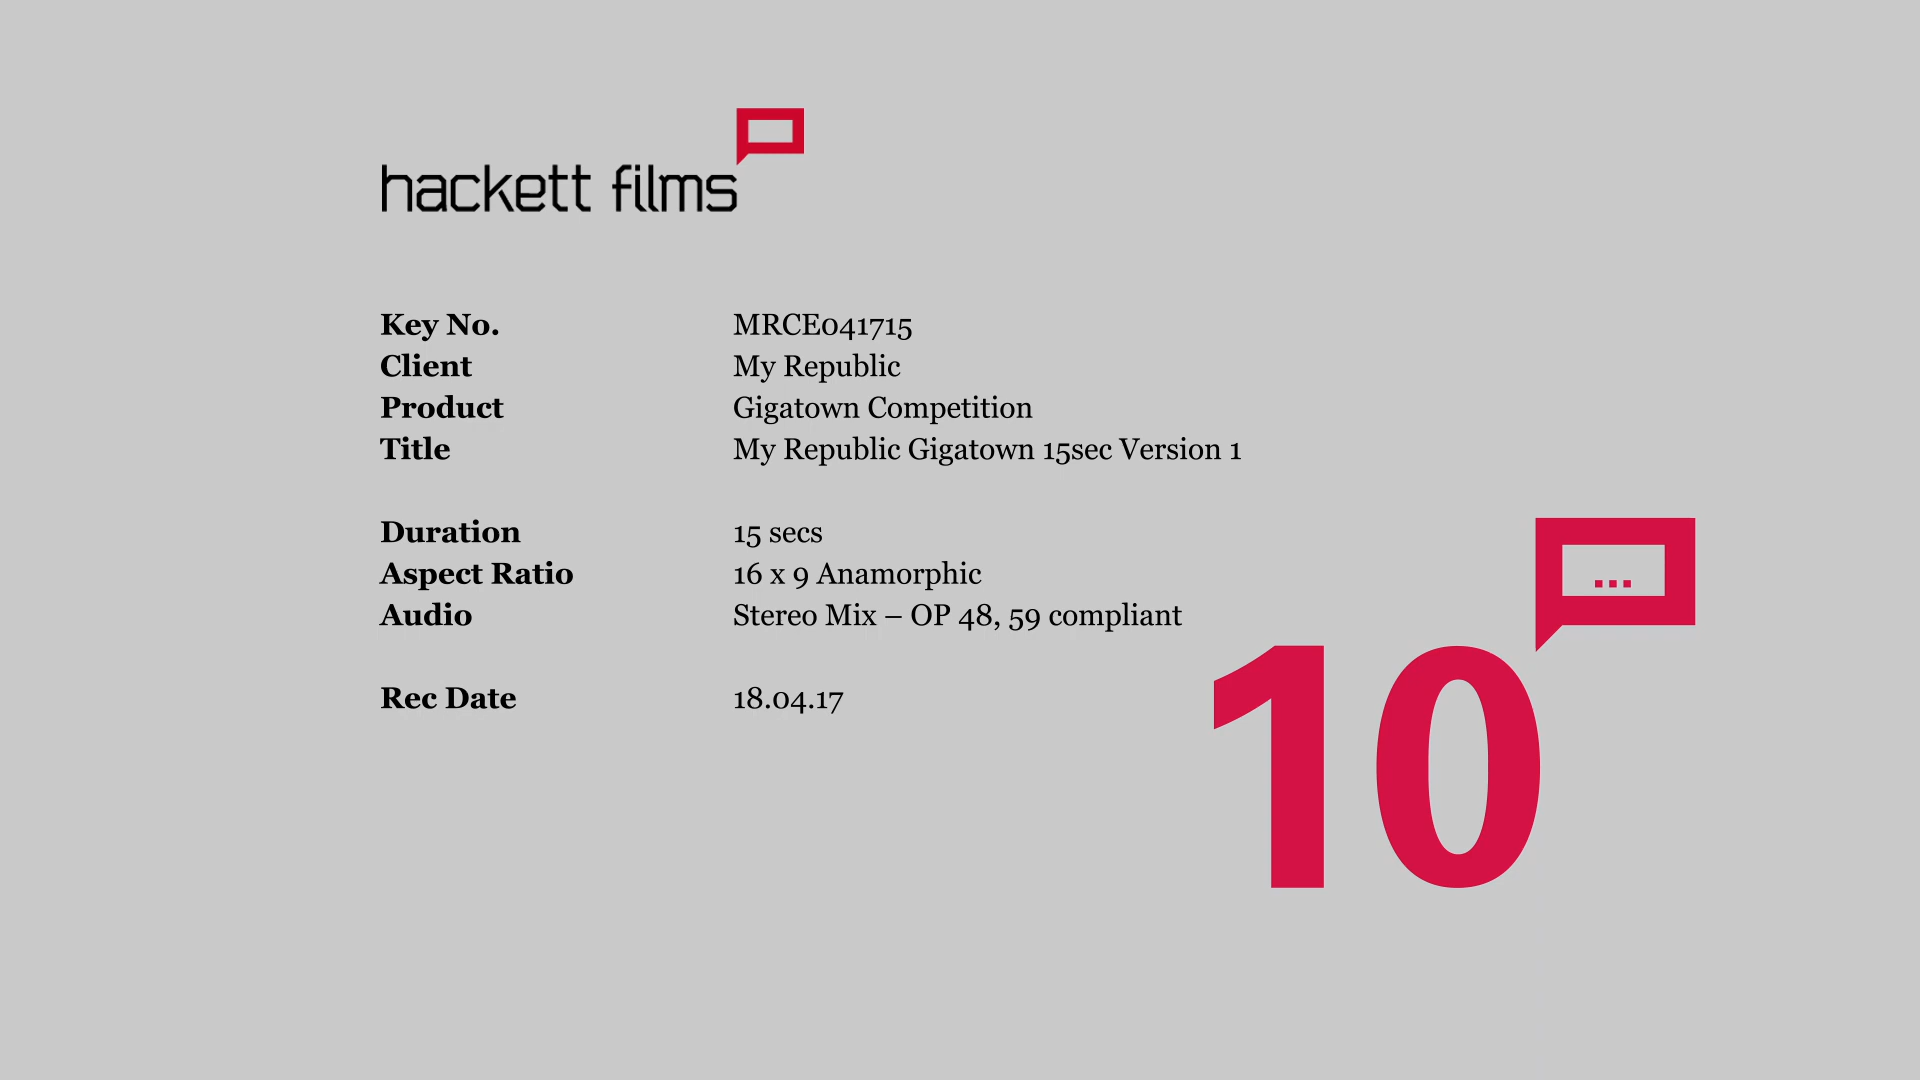 hackett films
Key No. MRCE041715
Client My Republic
Product Gigatown Competition
Title My Republic Gigatown 15sec Version 1
Duration 15 secs
Aspect Ratio 16 x 9 Anamorphic
Audio Stereo Mix – OP 48, 59 compliant
Rec Date 18.04.17
...
10